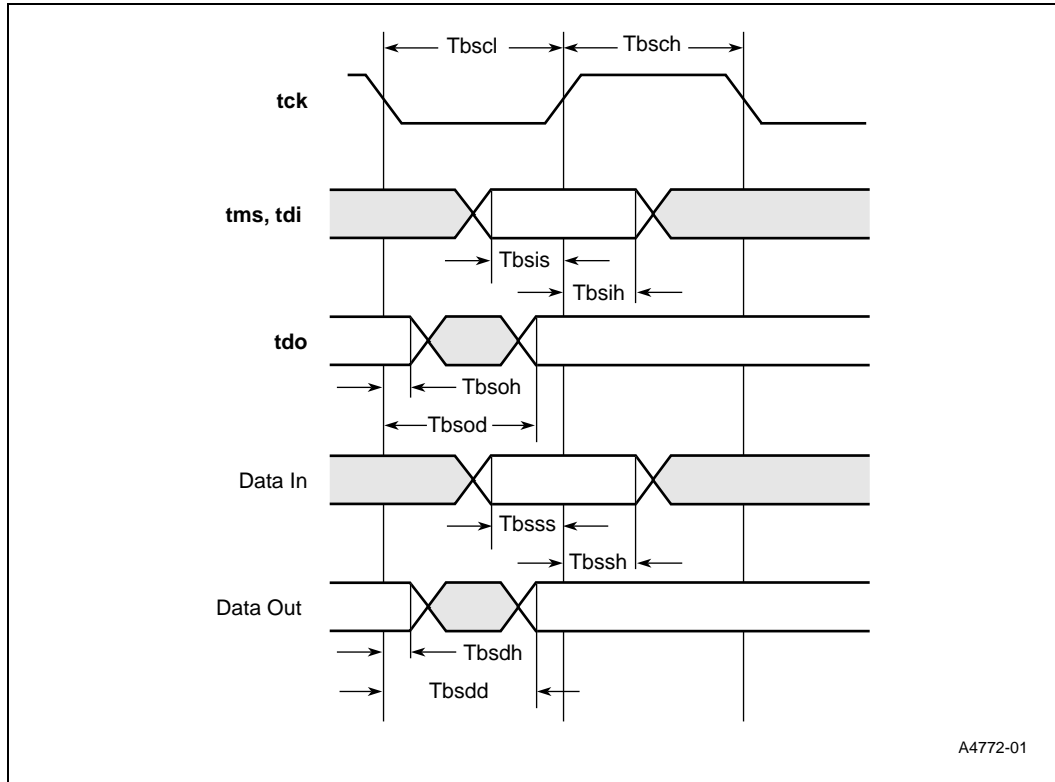 Tbscl
Tbsch
tck
tms, tdi
Tbsis
Tbsih
tdo
Tbsoh
Tbsod
Data In
Tbsss
Tbssh
Data Out
Tbsdh
Tbsdd
A4772-01